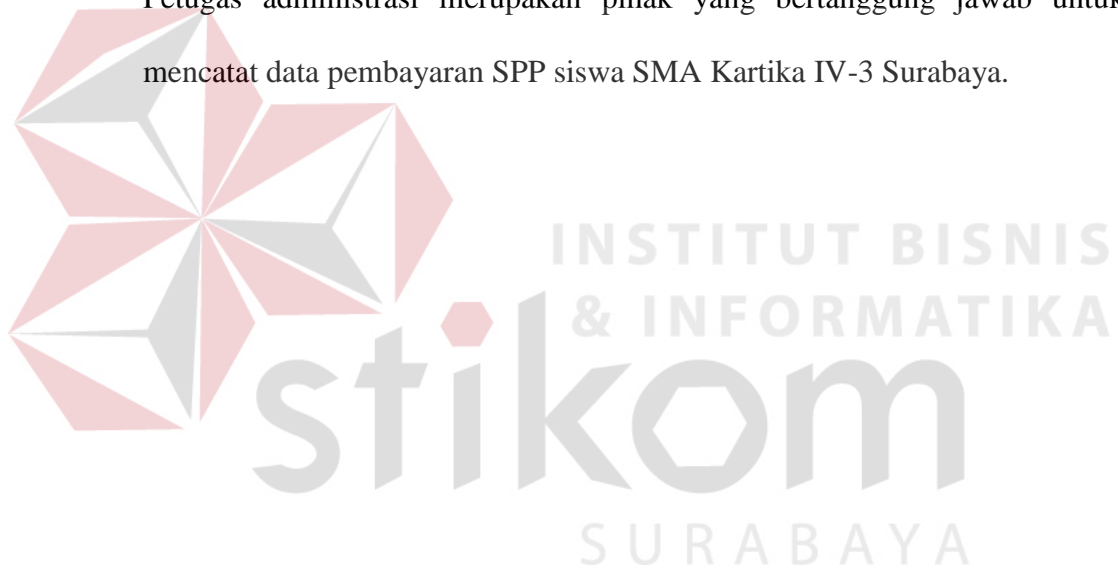 Petugas administrasi merupakan pihak yang bertanggung jawab untuk
mencatat data pembayaran SPP siswa SMA Kartika IV-3 Surabaya.
INSTITUT BISNIS
& INFORMATIKA
stikom
SURABAYA